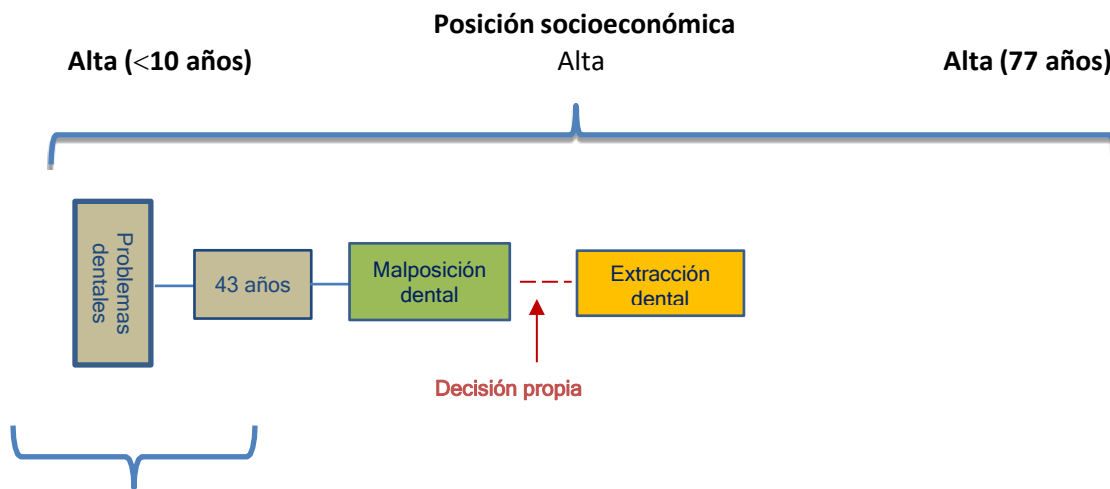 Posición socioeconómica
Alta (<10 años)
Alta
Alta (77 años)
Problemas
dentales
43 años
Malposición
dental
Extracción
dental
Decisión propia